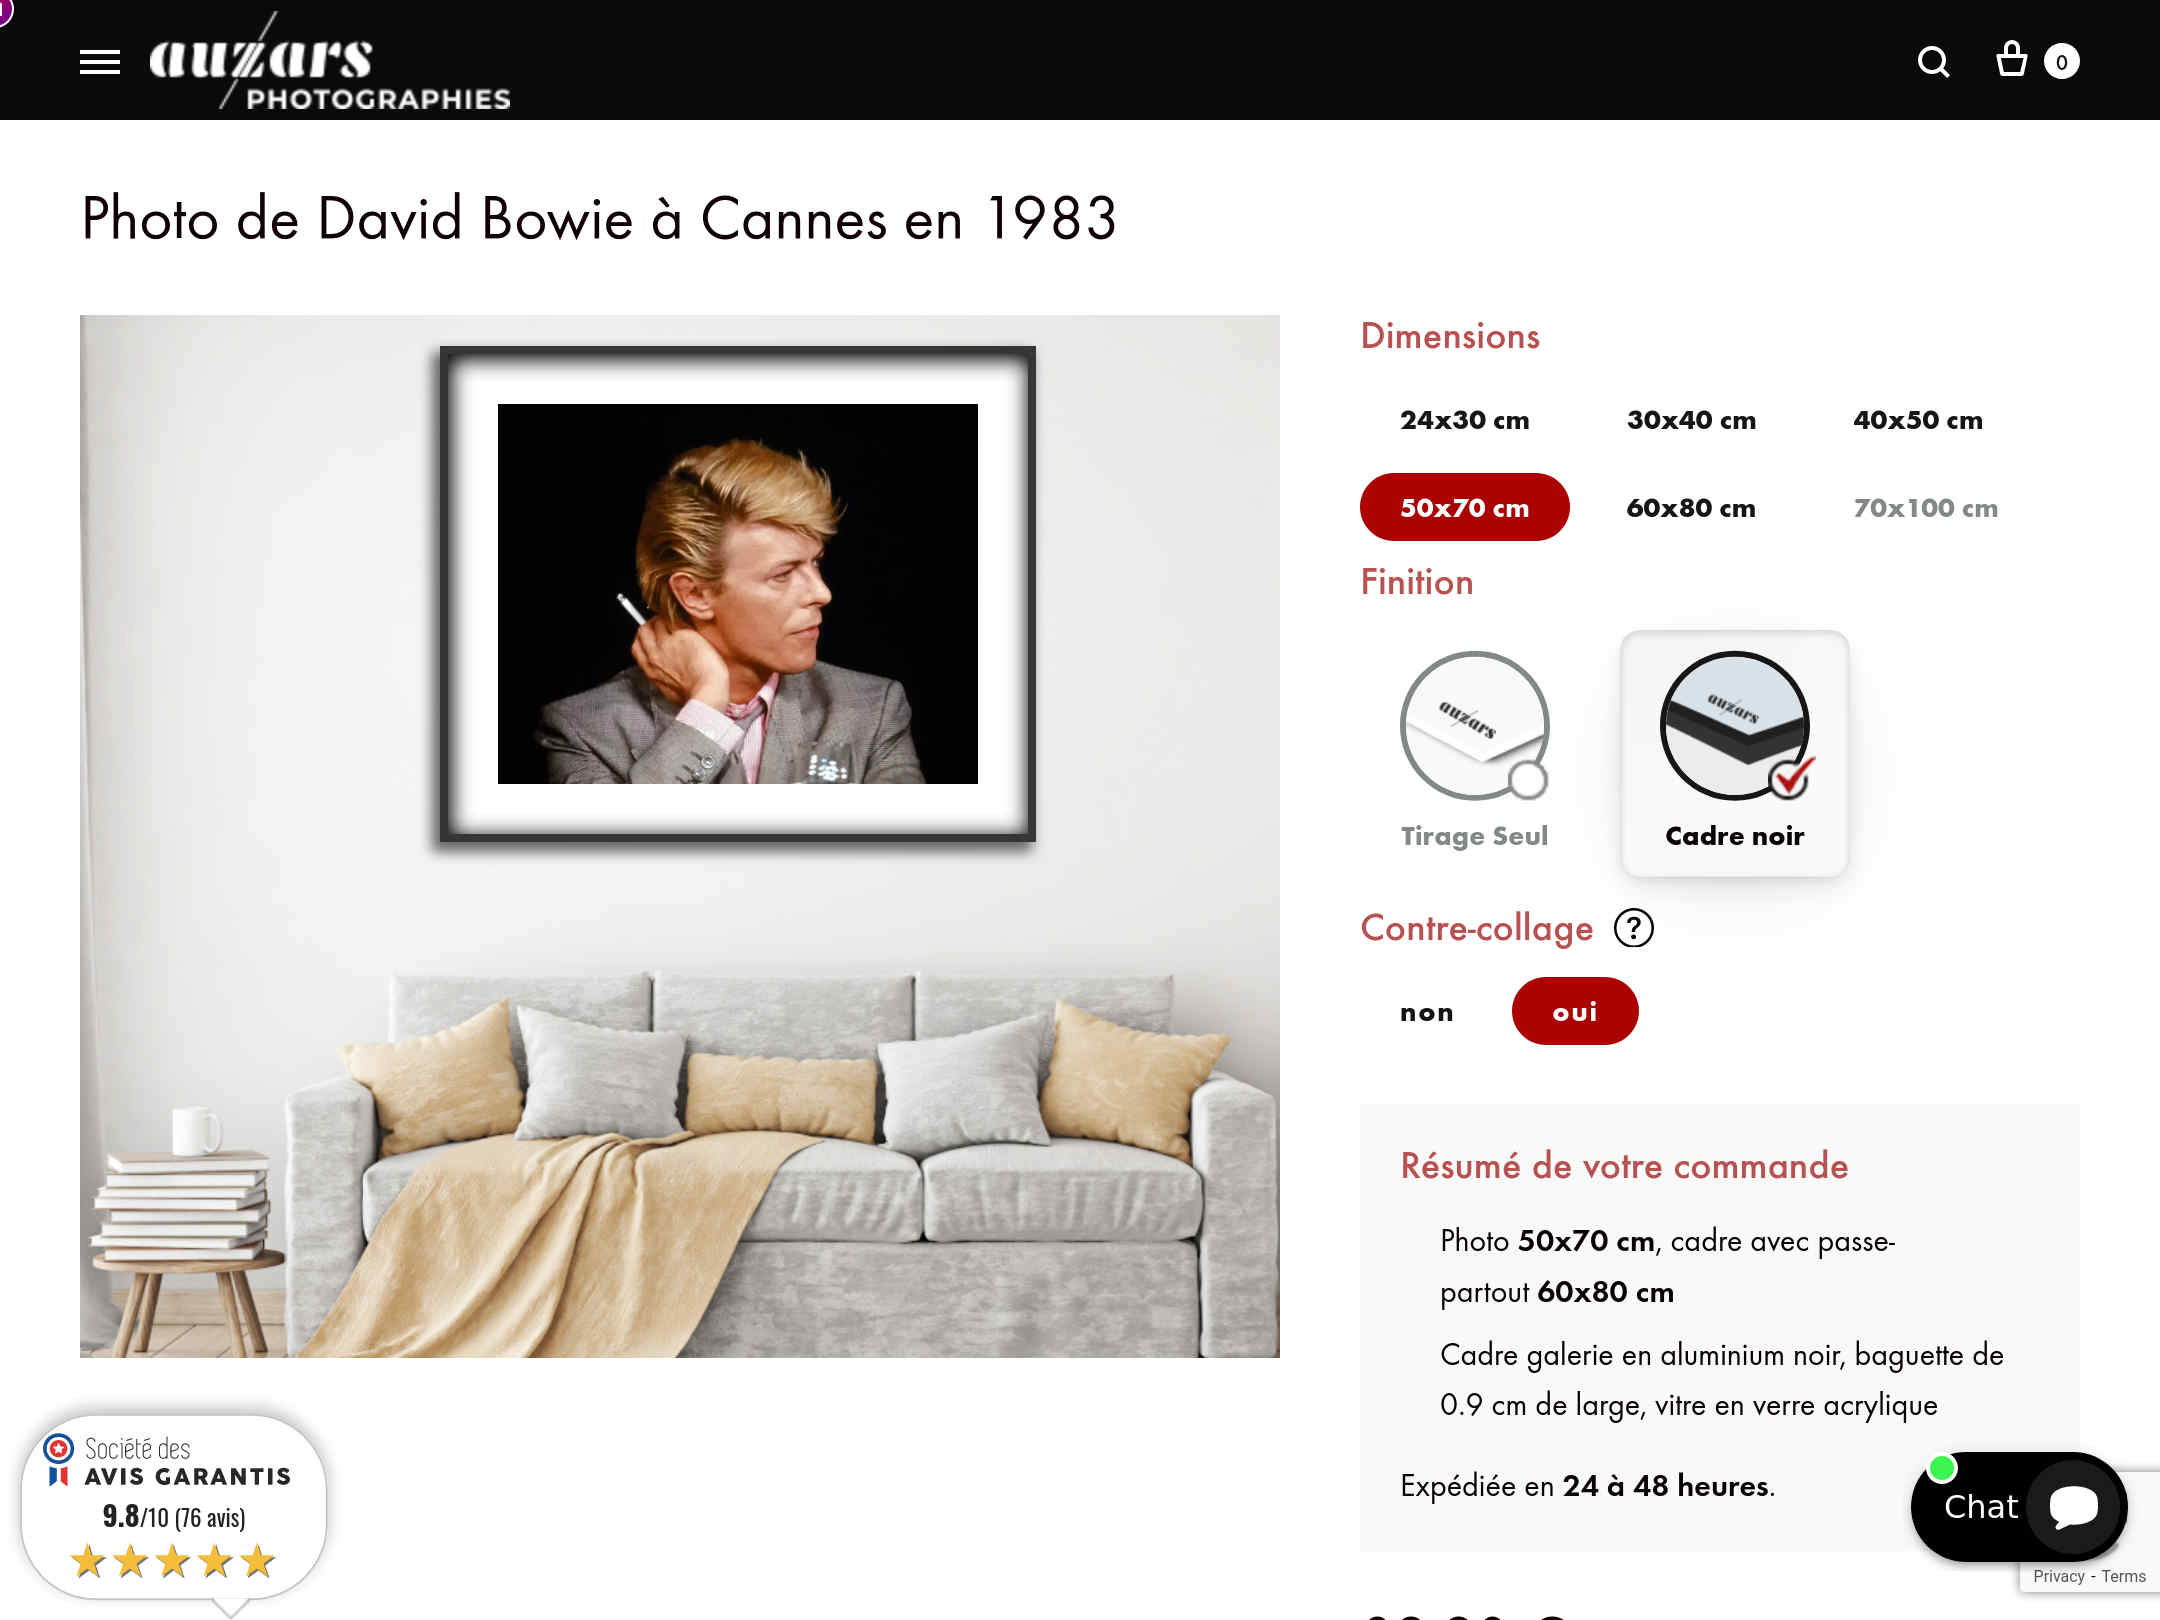 auzars
PHOTOGRAPHIES
0
Photo de David Bowie à Cannes en 1983
Dimensions
24x30 cm
30x40 cm
40x50 cm
50x70 cm
60x80 cm
70x100 cm
Finition
auzars
auzars
Tirage Seul
Cadre noir
Contre-collage ?
non
oui
Résumé de votre commande
Photo 50x70 cm, cadre avec passe-
partout 60x80 cm
Cadre galerie en aluminium noir, baguette de
0.9 cm de large, vitre en verre acrylique
Expédiée en 24 à 48 heures.
Société des
AVIS GARANTIS
9.8/10 (76 avis)
Chat
Privacy - Terms